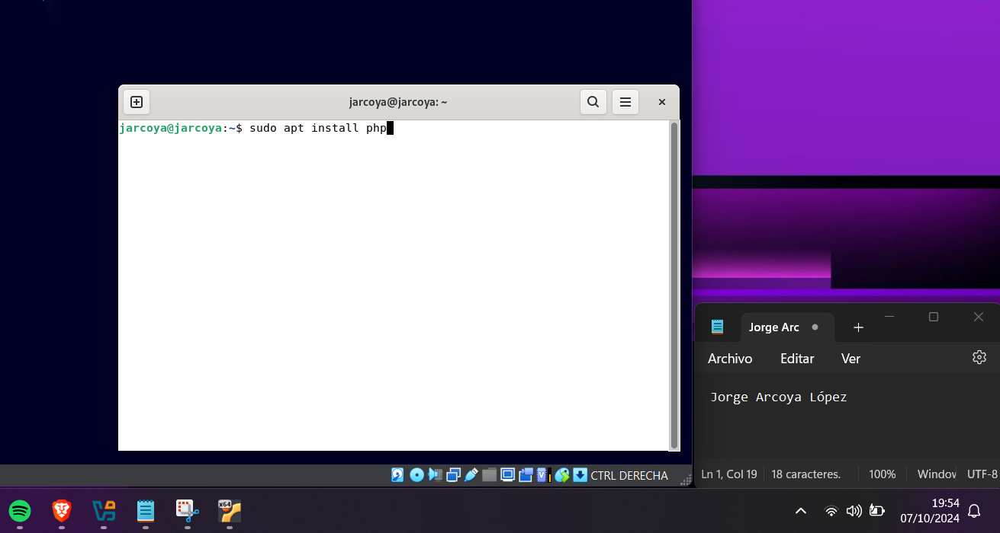 jarcoya@jarcoya: ~
jarcoya@jarcoya:~$ sudo apt install php
Jorge Arc
Archivo Editar Ver
Jorge Arcoya López
Ln 1, Col 19 18 caracteres. 100% Window UTF-8
CTRL DERECHA
x64
19:54
07/10/2024